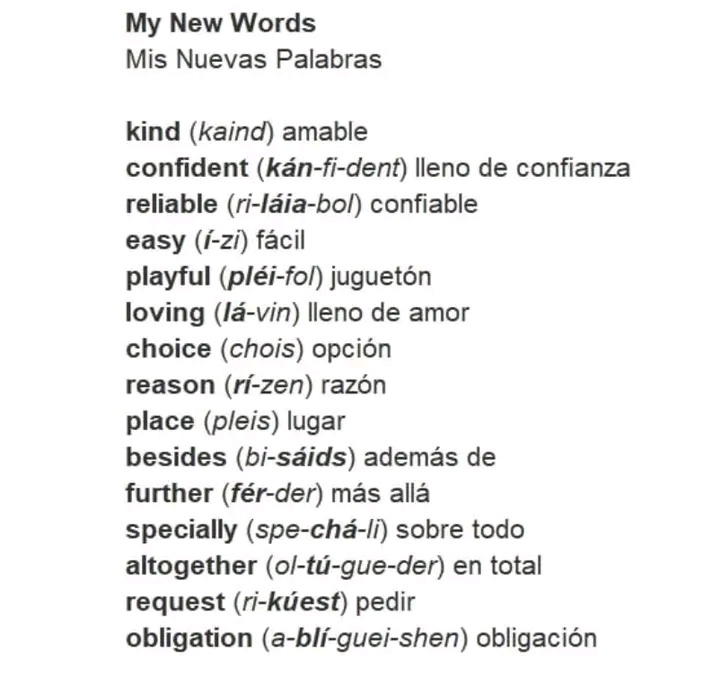 My New Words
Mis Nuevas Palabras
kind (kaind) amable
confident (kán-fi-dent) lleno de confianza
reliable (ri-láia-bol) confiable
easy (í-zi) fácil
playful (pléi-fol) juguetón
loving (lá-vin) lleno de amor
choice (chois) opción
reason (rí-zen) razón
place (pleis) lugar
besides (bi-sáids) además de
further (fér-der) más allá
specially (spe-chá-li) sobre todo
altogether (ol-tú-gue-der) en total
request (ri-kúest) pedir
obligation (a-blí-guei-shen) obligación